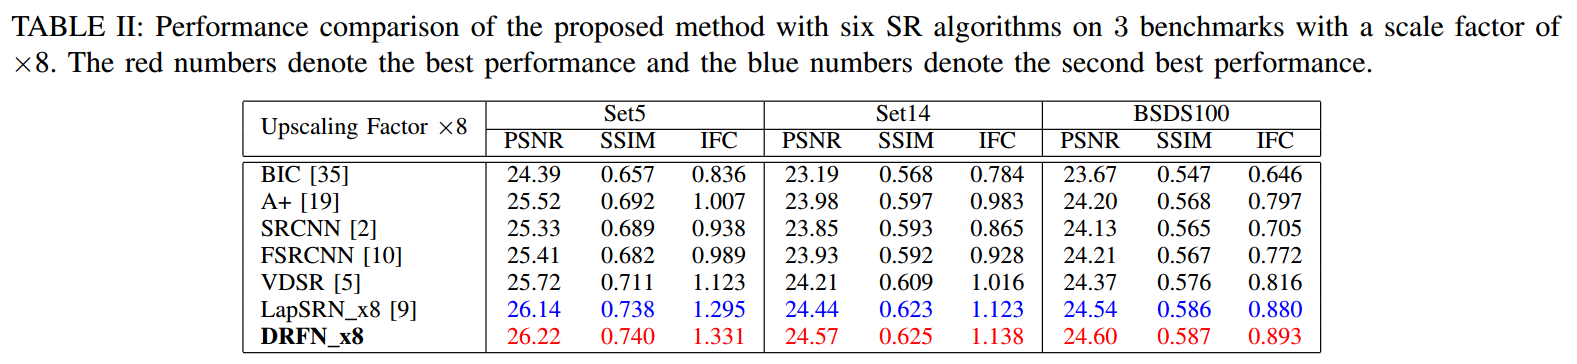 TABLE II: Performance comparison of the proposed method with six SR algorithms on 3 benchmarks with a scale factor of
×8. The red numbers denote the best performance and the blue numbers denote the second best performance.
Upscaling Factor ×8 Set5 Set14 BSDS100
PSNR SSIM IFC PSNR SSIM IFC PSNR SSIM IFC
BIC [35] 24.39 0.657 0.836 23.19 0.568 0.784 23.67 0.547 0.646
A+ [19] 25.52 0.692 1.007 23.98 0.597 0.983 24.20 0.568 0.797
SRCNN [2] 25.33 0.689 0.938 23.85 0.593 0.865 24.13 0.565 0.705
FSRCNN [10] 25.41 0.682 0.989 23.93 0.592 0.928 24.21 0.567 0.772
VDSR [5] 25.72 0.711 1.123 24.21 0.609 1.016 24.37 0.576 0.816
LapSRN_x8 [9] 26.14 0.738 1.295 24.44 0.623 1.123 24.54 0.586 0.880
DRFN_x8 26.22 0.740 1.331 24.57 0.625 1.138 24.60 0.587 0.893